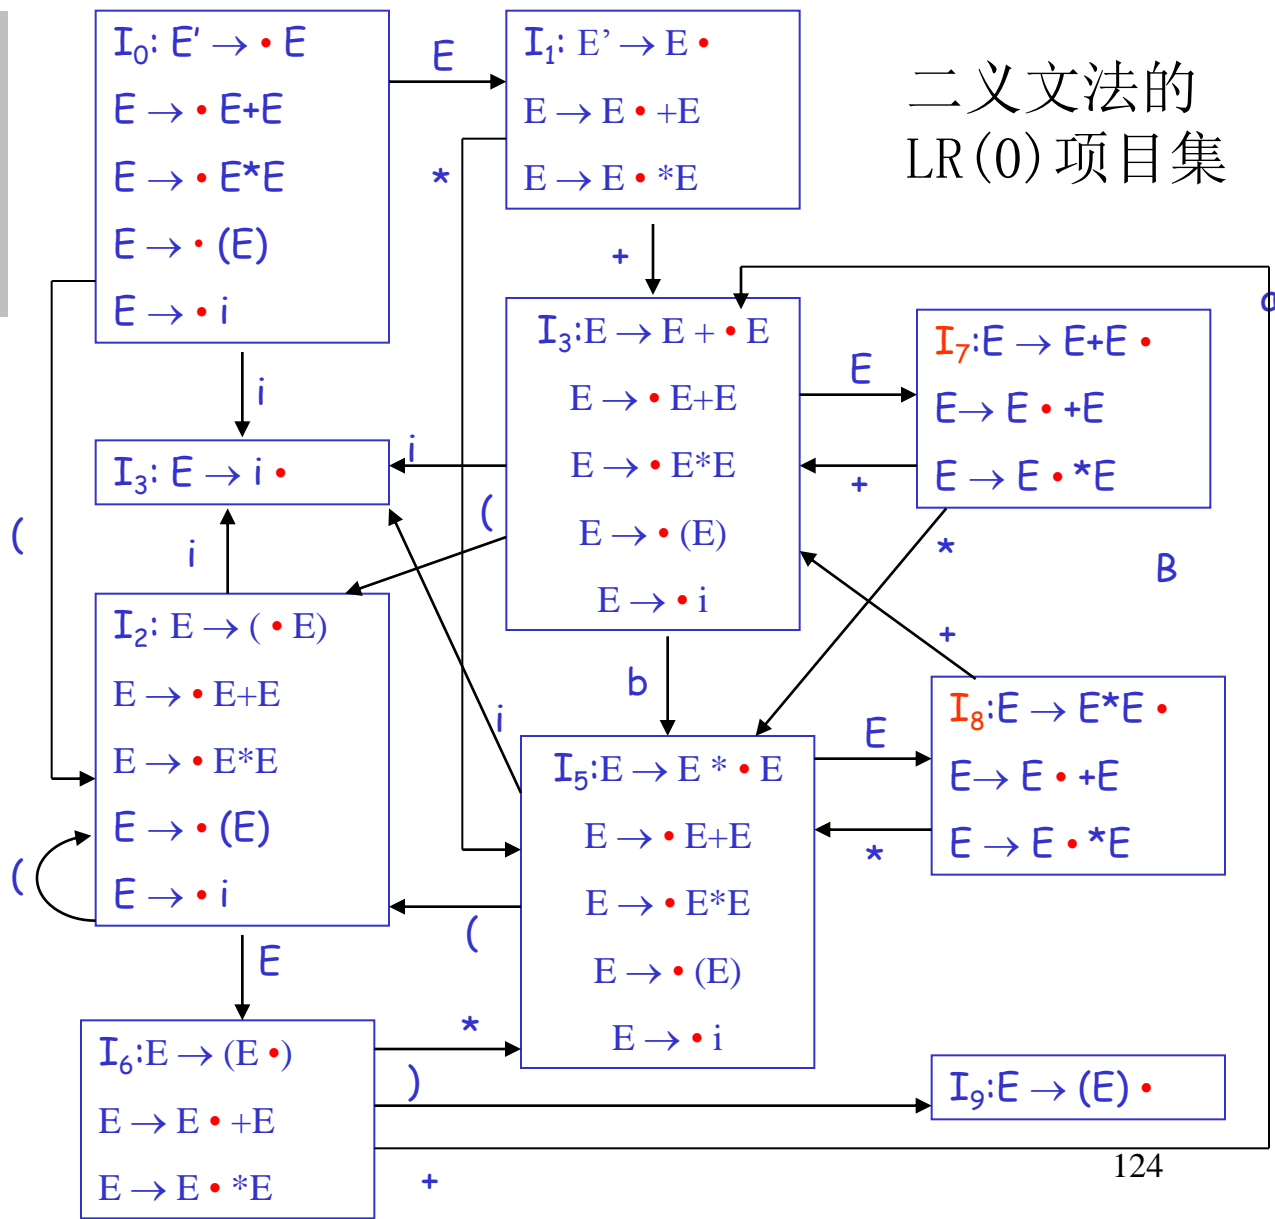 二义文法的
LR(0)项目集
I0: E' → • E
E → • E+E
E → • E*E
E → • (E)
E → • i
E
I1: E’ → E •
E → E • +E
E → E • *E
*
+
i
(
I3: E → i •
I3:E → E + • E
E → • E+E
E → • E*E
E → • (E)
E → • i
i
(
E
+
I7:E → E+E •
E→ E • +E
E → E • *E
*
B
+
b
i
I2: E → ( • E)
E → • E+E
E → • E*E
E → • (E)
E → • i
i
(
E
I5:E → E * • E
E → • E+E
E → • E*E
E → • (E)
E → • i
(
E
*
I8:E → E*E •
E→ E • +E
E → E • *E
I6:E → (E •)
E → E • +E
E → E • *E
*
)
+
I9:E → (E) •
124